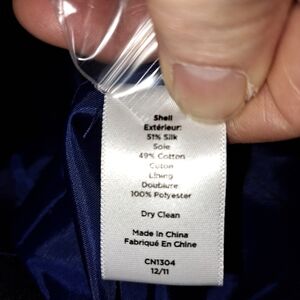 Shell
Extérieur:
51% Silk
Soie
49% Cotton
Coton
Lining
Doublure
100% Polyester
Dry Clean
Made in China
Fabriqué En Chine
CN1304
12/11